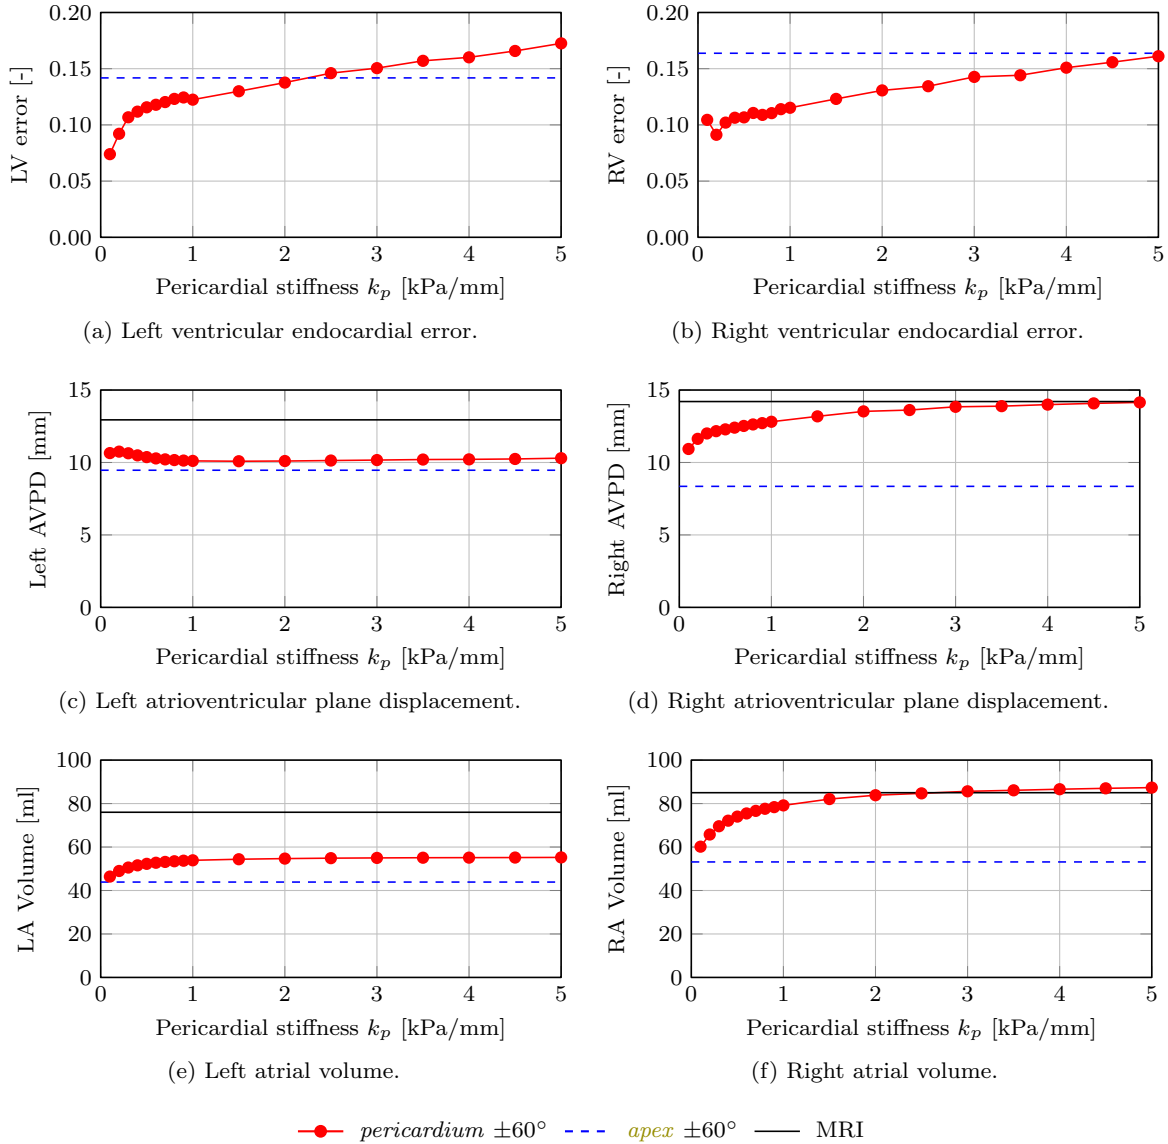 0.20
0.15
0.10
0.05
0.00
LV error [-]
0 1 2 3 4 5
Pericardial stiffness k_p [kPa/mm]
(a) Left ventricular endocardial error.
0.20
0.15
0.10
0.05
0.00
RV error [-]
0 1 2 3 4 5
Pericardial stiffness k_p [kPa/mm]
(b) Right ventricular endocardial error.
15
10
5
0
Left AVPD [mm]
0 1 2 3 4 5
Pericardial stiffness k_p [kPa/mm]
(c) Left atrioventricular plane displacement.
15
10
5
0
Right AVPD [mm]
0 1 2 3 4 5
Pericardial stiffness k_p [kPa/mm]
(d) Right atrioventricular plane displacement.
100
80
60
40
20
0
LA Volume [ml]
0 1 2 3 4 5
Pericardial stiffness k_p [kPa/mm]
(e) Left atrial volume.
100
80
60
40
20
0
RA Volume [ml]
0 1 2 3 4 5
Pericardial stiffness k_p [kPa/mm]
(f) Right atrial volume.
pericardium ±60° apex ±60° MRI